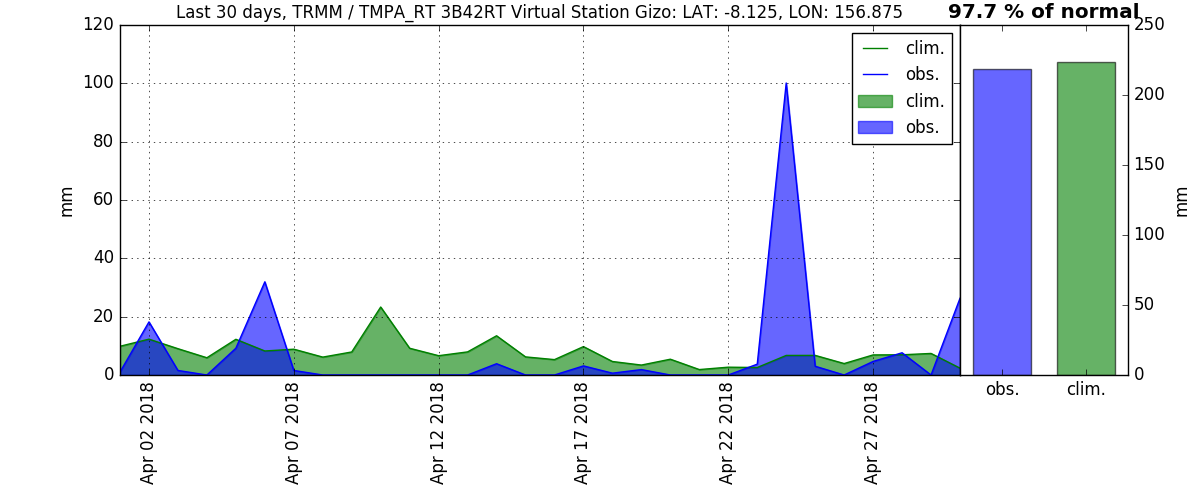 Last 30 days, TRMM / TMPA_RT 3B42RT Virtual Station Gizo: LAT: -8.125, LON: 156.875
97.7 % of normal
mm
120
100
80
60
40
20
0
clim.
obs.
clim.
obs.
Apr 02 2018
Apr 07 2018
Apr 12 2018
Apr 17 2018
Apr 22 2018
Apr 27 2018
250
200
150
100
50
0
mm
obs.
clim.